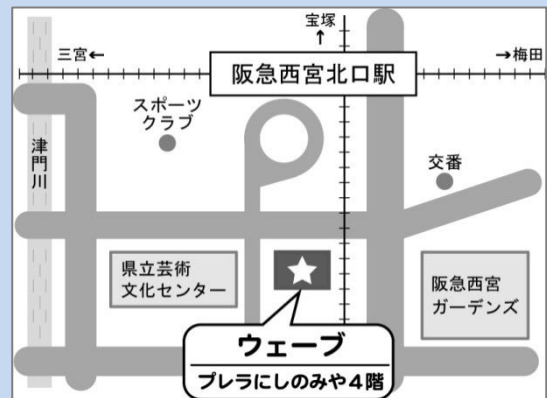 宝塚
↑
三宮←
→梅田
阪急西宮北口駅
スポーツ
クラブ
津門川
交番
県立芸術
文化センター
阪急西宮
ガーデンズ
ウェーブ
プレラにしのみや4階